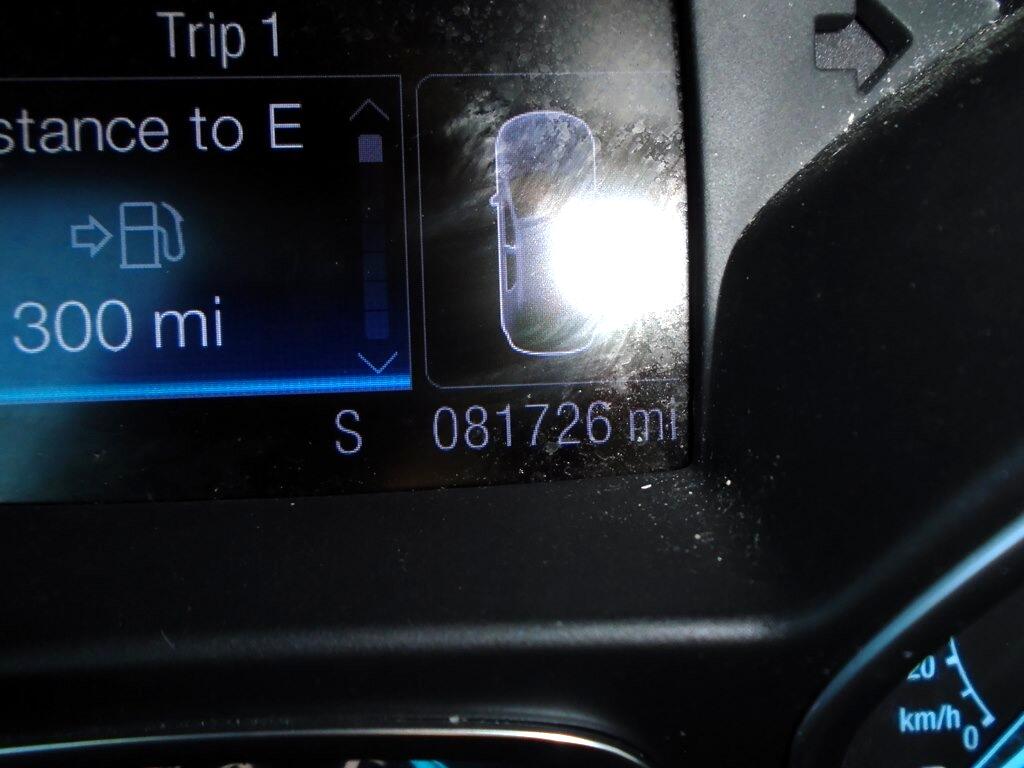 Trip 1
stance to E
300 mi
S 081726 mi
20
km/h
0